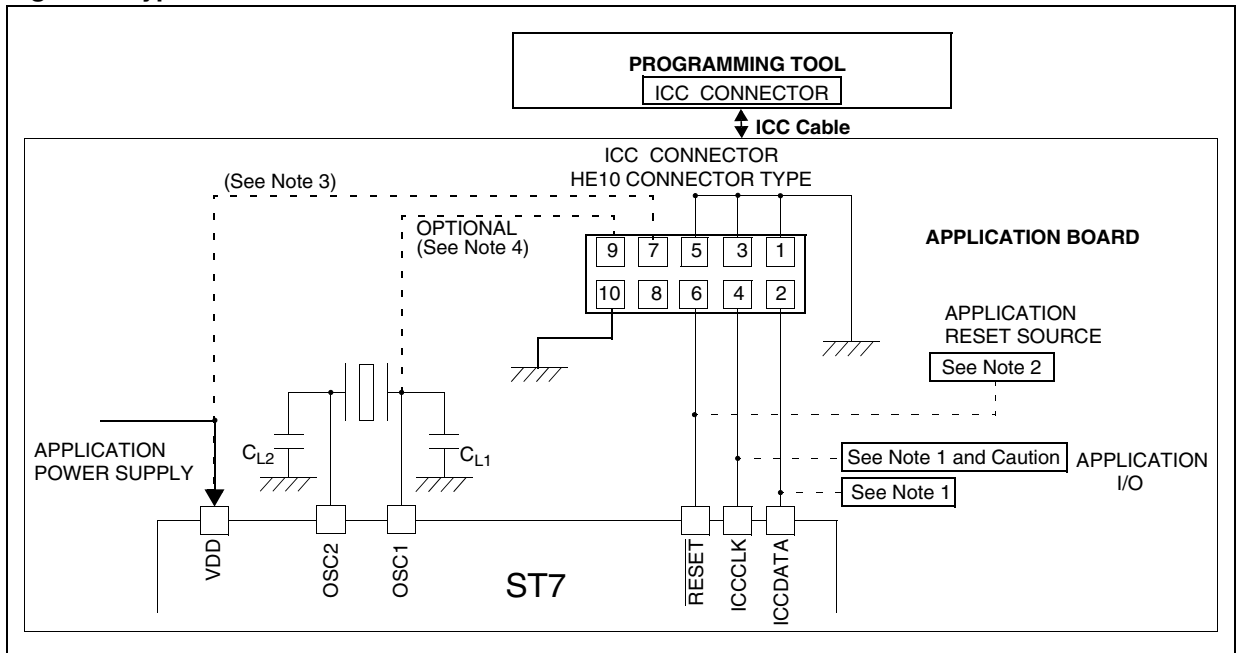 PROGRAMMING TOOL
ICC CONNECTOR
ICC Cable
ICC CONNECTOR
HE10 CONNECTOR TYPE
(See Note 3)
OPTIONAL
(See Note 4)
9 7 5 3 1
10 8 6 4 2
APPLICATION BOARD
APPLICATION
RESET SOURCE
See Note 2
APPLICATION
POWER SUPPLY
CL2
CL1
See Note 1 and Caution
See Note 1
APPLICATION
I/O
VDD
OSC2
OSC1
RESET
ICCCLK
ICCDATA
ST7